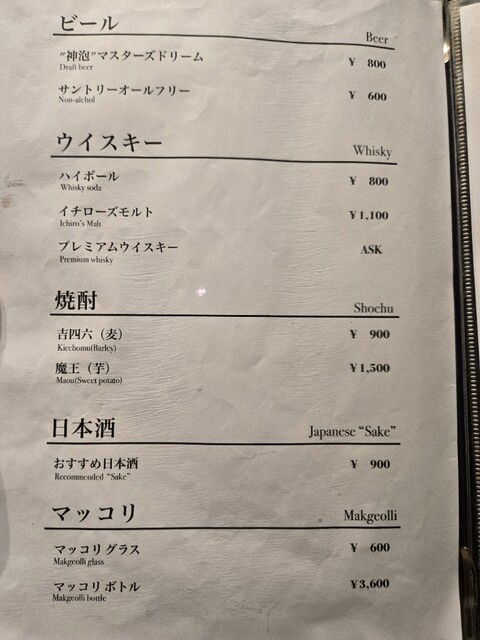 ビール Beer
"神泡"マスターズドリーム ¥ 800
Draft beer
サントリーオールフリー ¥ 600
Non-alchol
ウイスキー Whisky
ハイボール ¥ 800
Whisky soda
イチローズモルト ¥1,100
Ichiro's Malt
プレミアムウイスキー ASK
Premium whisky
焼酎 Shochu
吉四六（麦） ¥ 900
Kicchomu(Barley)
魔王（芋） ¥1,500
Maou(Sweet potato)
日本酒 Japanese “Sake”
おすすめ日本酒 ¥ 900
Recommended “Sake”
マッコリ Makgeolli
マッコリグラス ¥ 600
Makgeolli glass
マッコリボトル ¥3,600
Makgeolli bottle